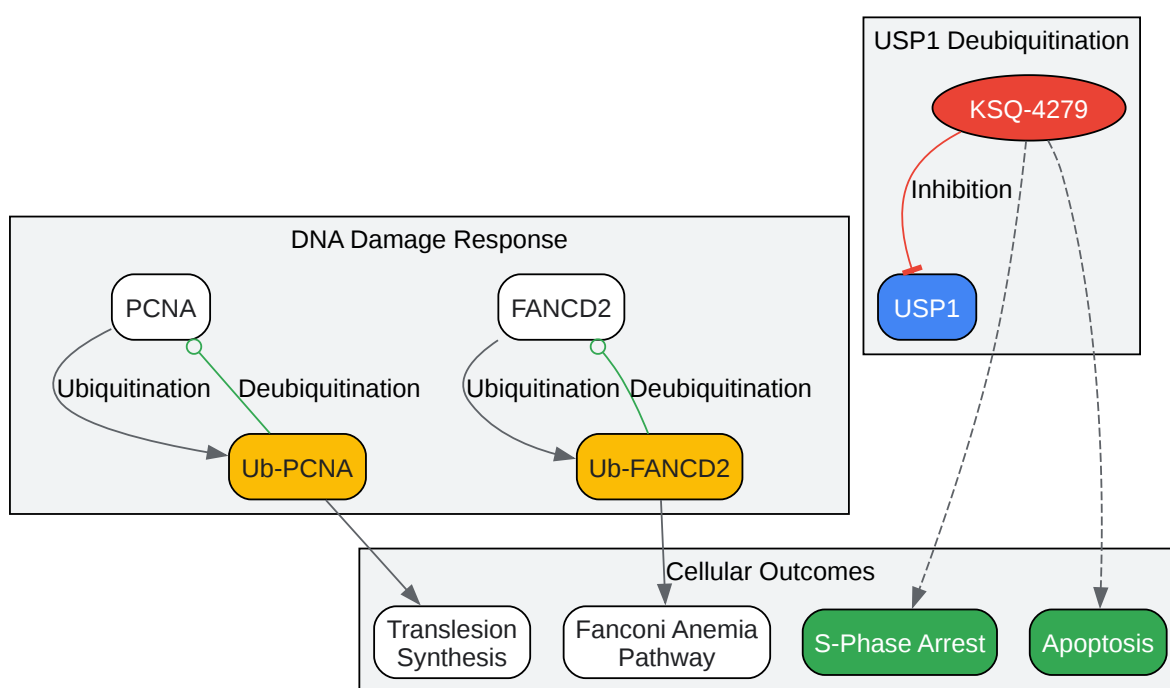 USP1 Deubiquitination
KSQ-4279
Inhibition
USP1
DNA Damage Response
PCNA
FANCD2
Ubiquitination
Deubiquitination
Ubiquitination
Deubiquitination
Ub-PCNA
Ub-FANCD2
Cellular Outcomes
Translesion
Synthesis
Fanconi Anemia
Pathway
S-Phase Arrest
Apoptosis